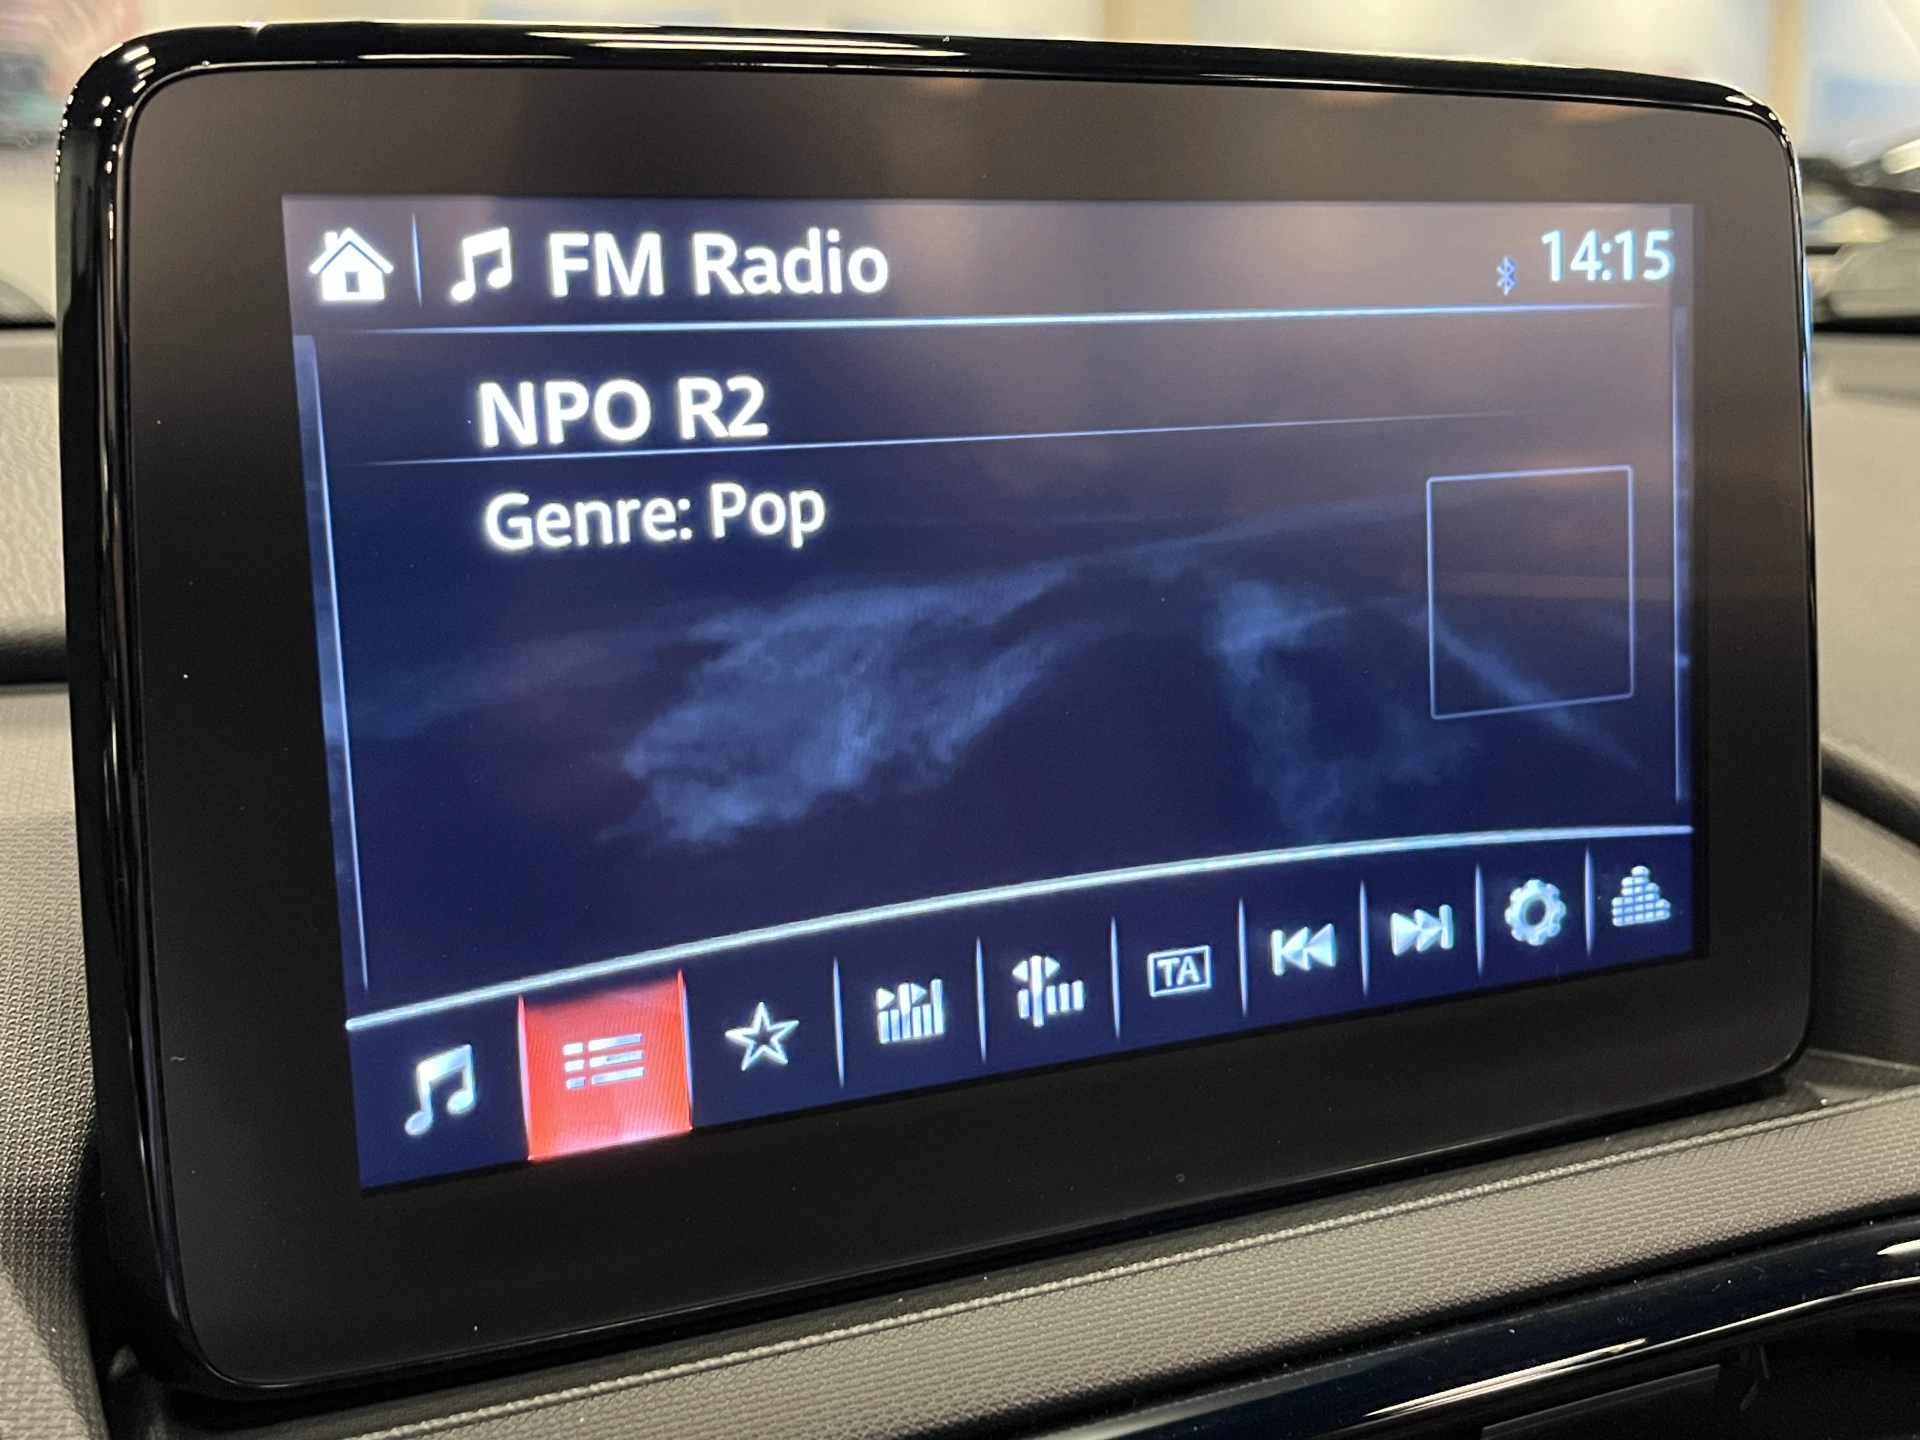 FM Radio
14:15
NPO R2
Genre: Pop
TA